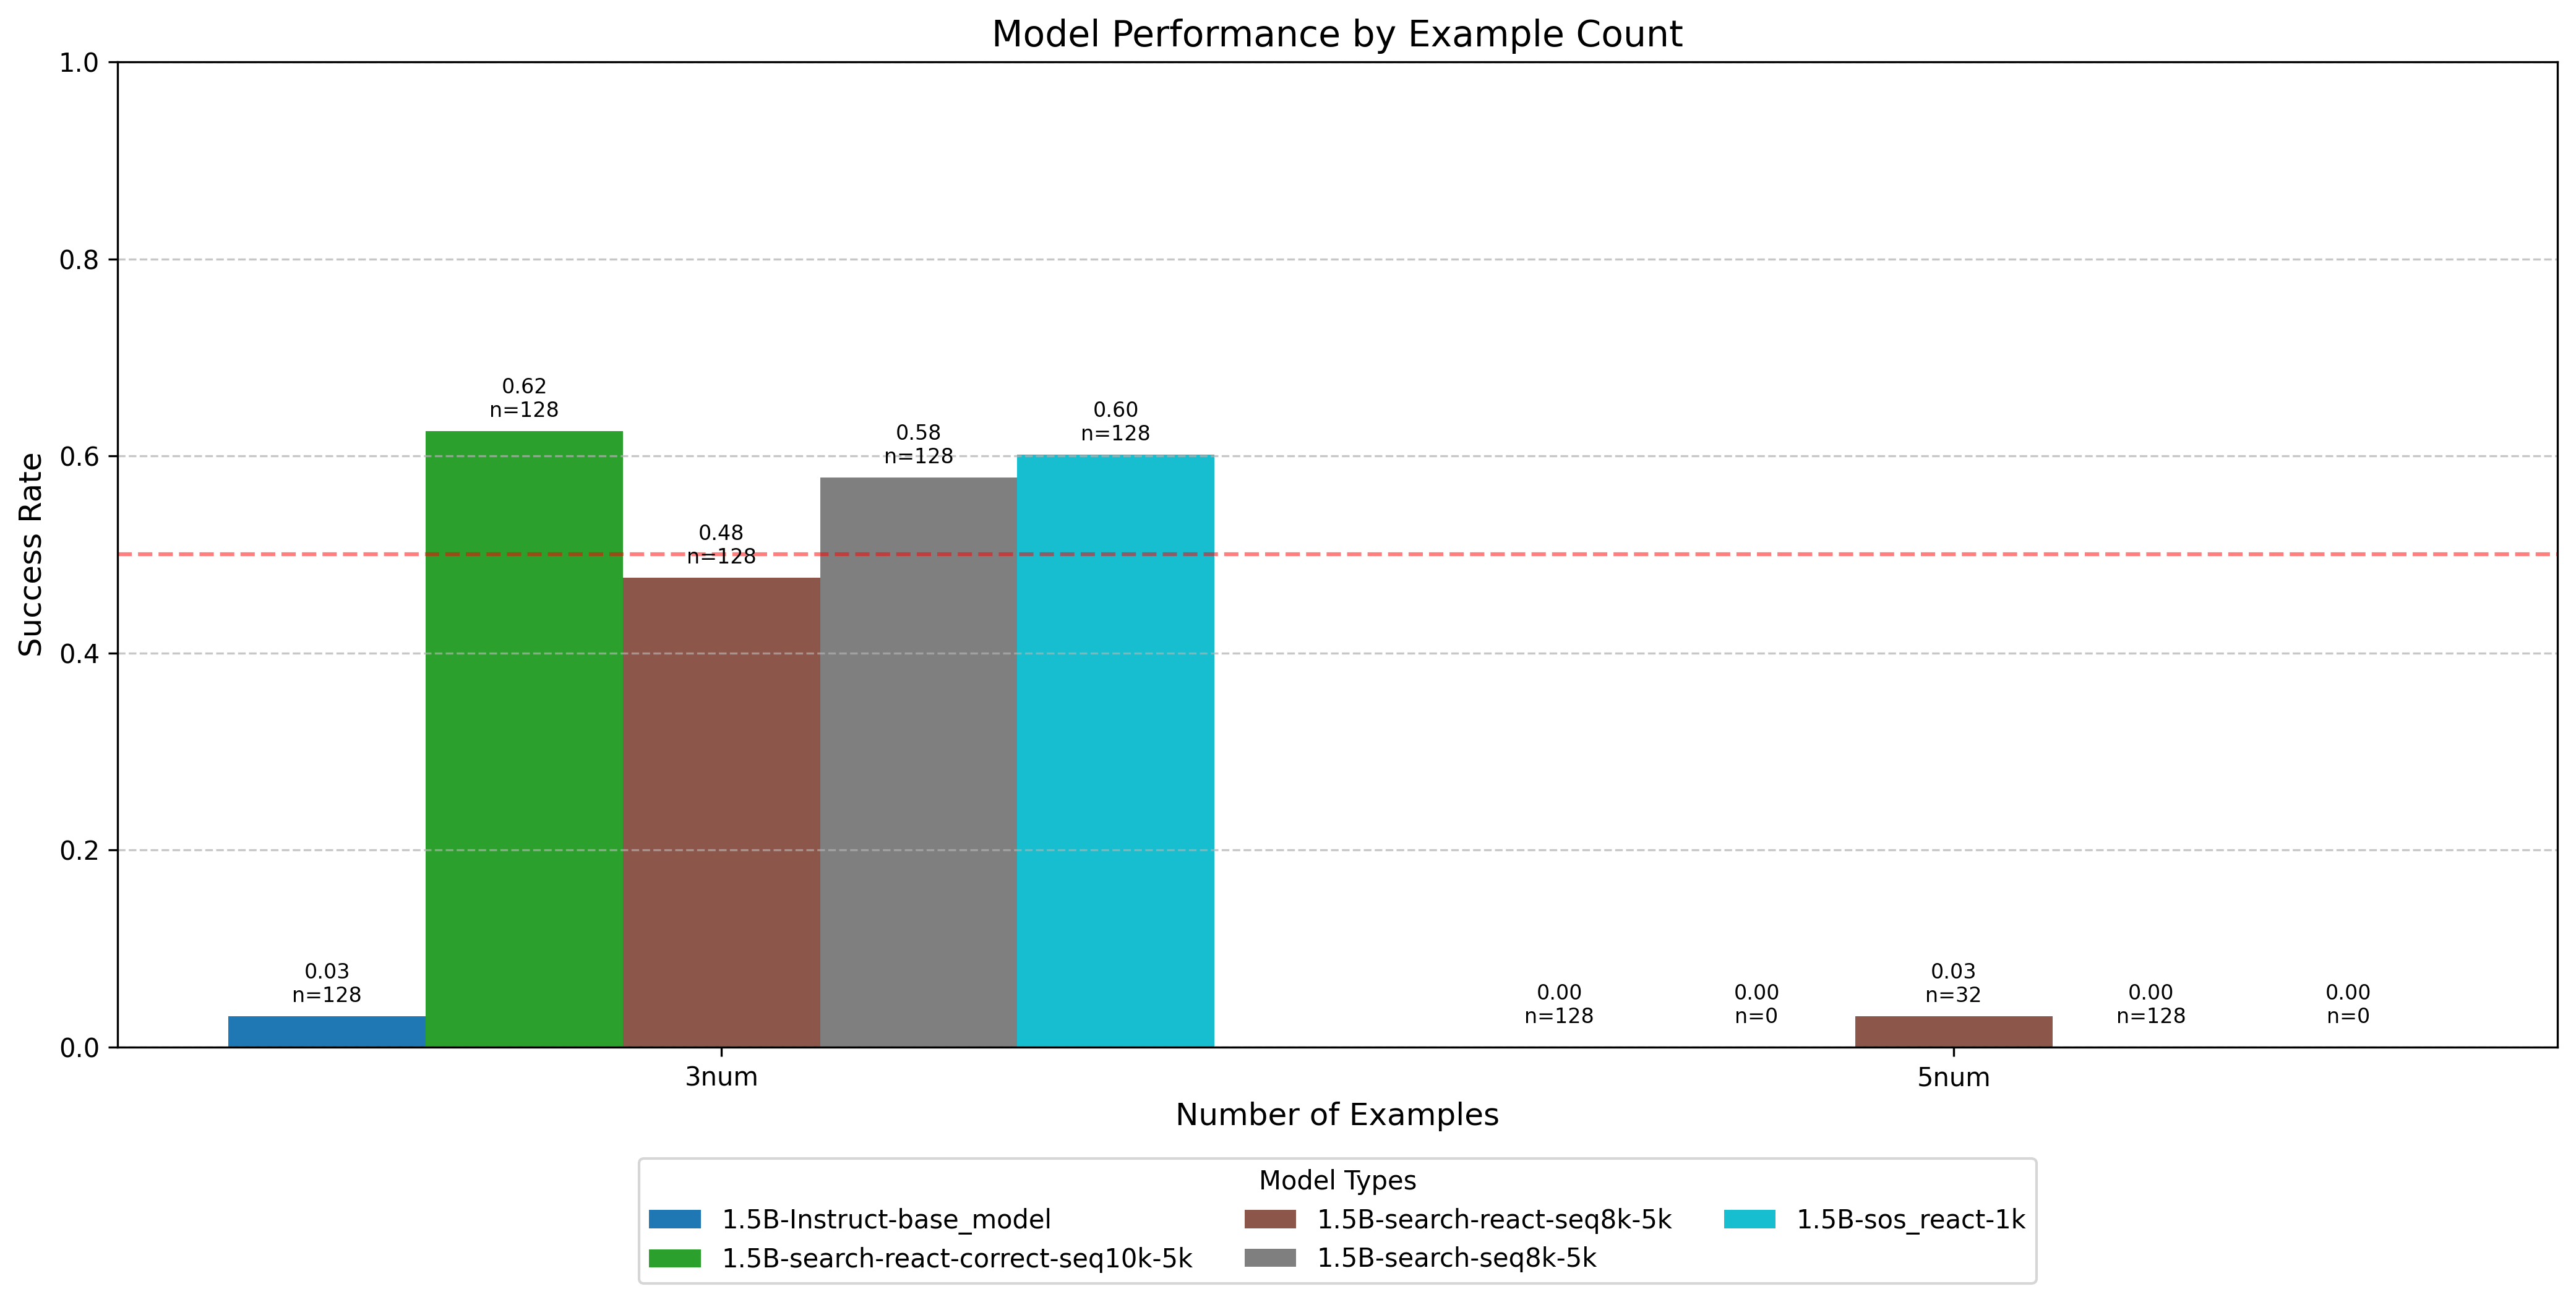 Model Performance by Example Count
Success Rate
1.0
0.8
0.6
0.4
0.2
0.0
0.03
n=128
0.62
n=128
0.48
n=128
0.58
n=128
0.60
n=128
0.00
n=128
0.00
n=0
0.03
n=32
0.00
n=128
0.00
n=0
3num
5num
Number of Examples
Model Types
1.5B-Instruct-base_model
1.5B-search-react-correct-seq10k-5k
1.5B-search-react-seq8k-5k
1.5B-search-seq8k-5k
1.5B-sos_react-1k